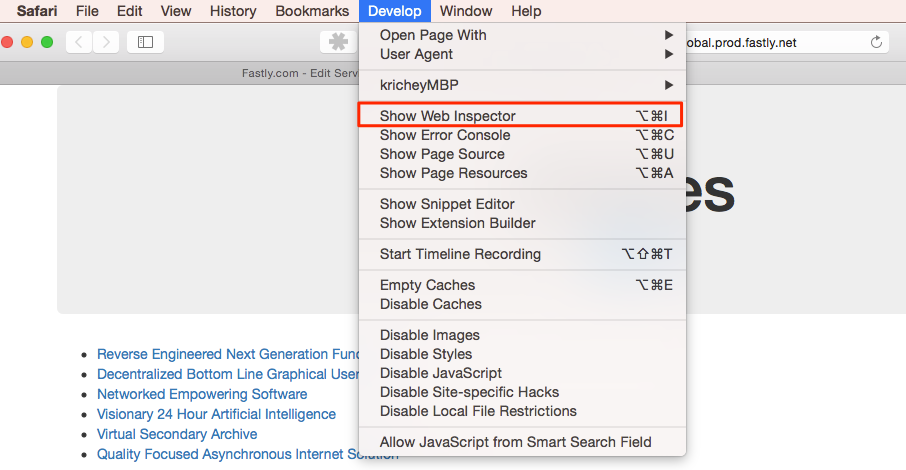 Safari File Edit View History Bookmarks Develop Window Help
Open Page With
obal.prod.fastly.net
User Agent
Fastly.com - Edit Serv
kricheyMBP
Show Web Inspector ⌥⌘I
Show Error Console ⌥⌘C
Show Page Source ⌥⌘U
Show Page Resources ⌥⌘A
es
Show Snippet Editor
Show Extension Builder
Start Timeline Recording ⌥⇧⌘T
Empty Caches ⌥⌘E
Disable Caches
Disable Images
Disable Styles
Disable JavaScript
Disable Site-specific Hacks
Disable Local File Restrictions
Allow JavaScript from Smart Search Field
Reverse Engineered Next Generation Func
Decentralized Bottom Line Graphical User
Networked Empowering Software
Visionary 24 Hour Artificial Intelligence
Virtual Secondary Archive
Quality Focused Asynchronous Internet Solution